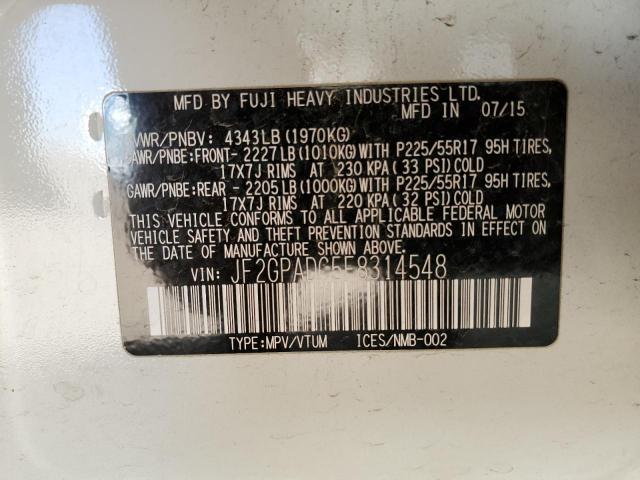 MFD BY FUJI HEAVY INDUSTRIES LTD.
MFD IN 07/15
GVWR/PNBV: 4343LB(1970KG)
GAWR/PNBE:FRONT- 2227LB(1010KG)WITH P225/55R17 95H TIRES,
17X7J RIMS AT 230 KPA(33 PSI)COLD
GAWR/PNBE:REAR - 2205LB(1000KG)WITH P225/55R17 95H TIRES,
17X7J RIMS AT 220 KPA(32 PSI)COLD
THIS VEHICLE CONFORMS TO ALL APPLICABLE FEDERAL MOTOR
VEHICLE SAFETY AND THEFT PREVENTION STANDARDS IN EFFECT ON
THE DATE OF MANUFACTURE SHOWN ABOVE.
VIN:
TYPE:MPV/VTUM ICES/NMB-002